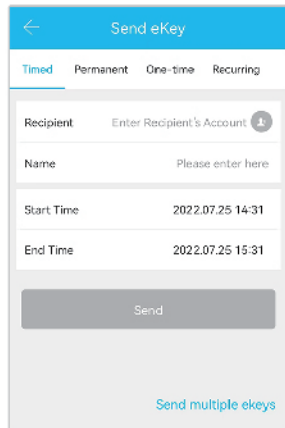 Send eKey
Timed Permanent One-time Recurring
Recipient Enter Recipient's Account
Name Please enter here
Start Time 2022.07.25 14:31
End Time 2022.07.25 15:31
Send
Send multiple ekeys